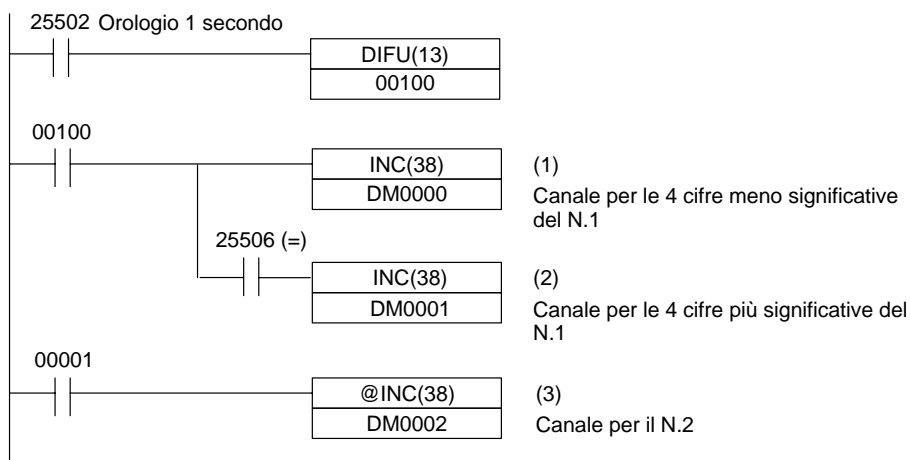 25502 Orologio 1 secondo
DIFU(13)
00100
00100
INC(38)
(1)
DM0000
Canale per le 4 cifre meno significative
del N.1
25506 (=)
INC(38)
(2)
DM0001
Canale per le 4 cifre più significative del
N.1
00001
@INC(38)
(3)
DM0002
Canale per il N.2